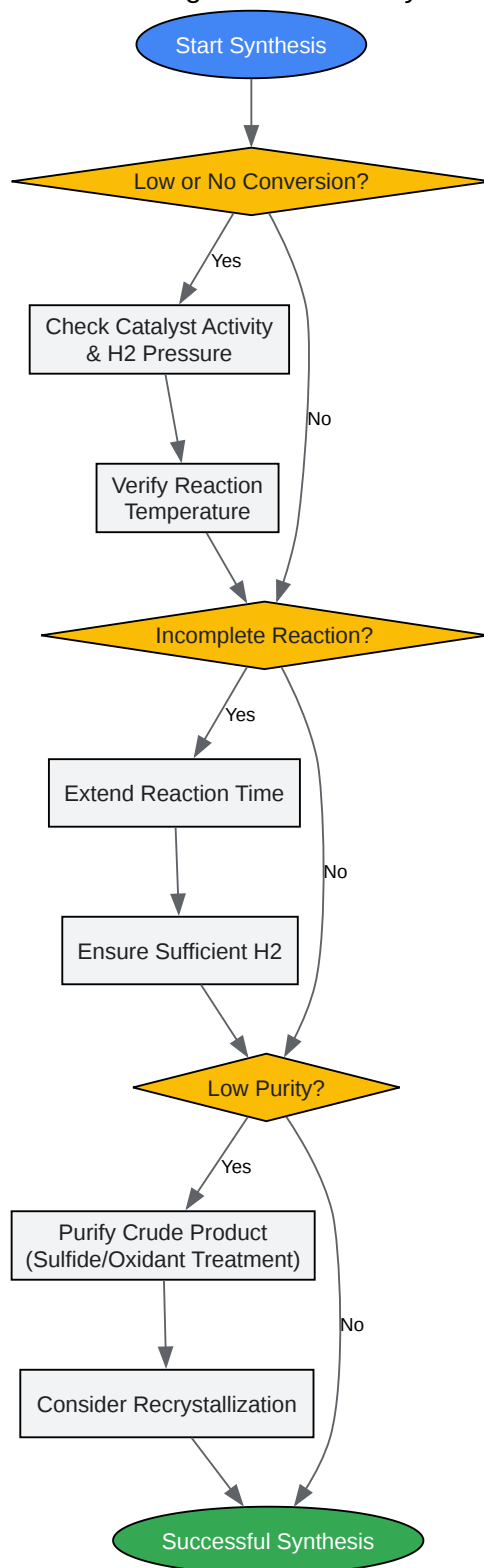 Start Synthesis
Low or No Conversion?
Yes
Check Catalyst Activity
& H2 Pressure
No
Verify Reaction
Temperature
Incomplete Reaction?
Yes
Extend Reaction Time
No
Ensure Sufficient H2
Low Purity?
Yes
Purify Crude Product
(Sulfide/Oxidant Treatment)
No
Consider Recrystallization
Successful Synthesis